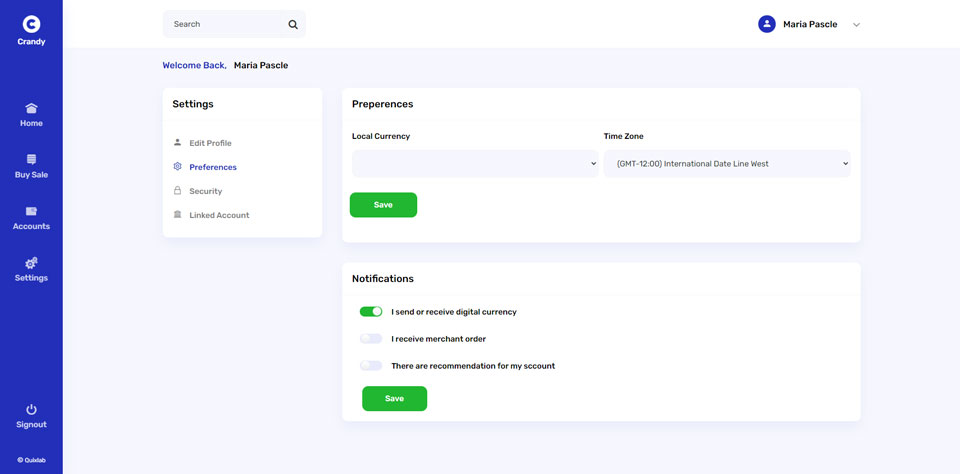 Crandy
Search
Maria Pascle
Welcome Back, Maria Pascle
Home
Buy Sale
Accounts
Settings
Signout
© Quixlab
Settings
Edit Profile
Preferences
Security
Linked Account
Preperences
Local Currency
Time Zone
(GMT-12:00) International Date Line West
Save
Notifications
I send or receive digital currency
I receive merchant order
There are recommendation for my sccount
Save